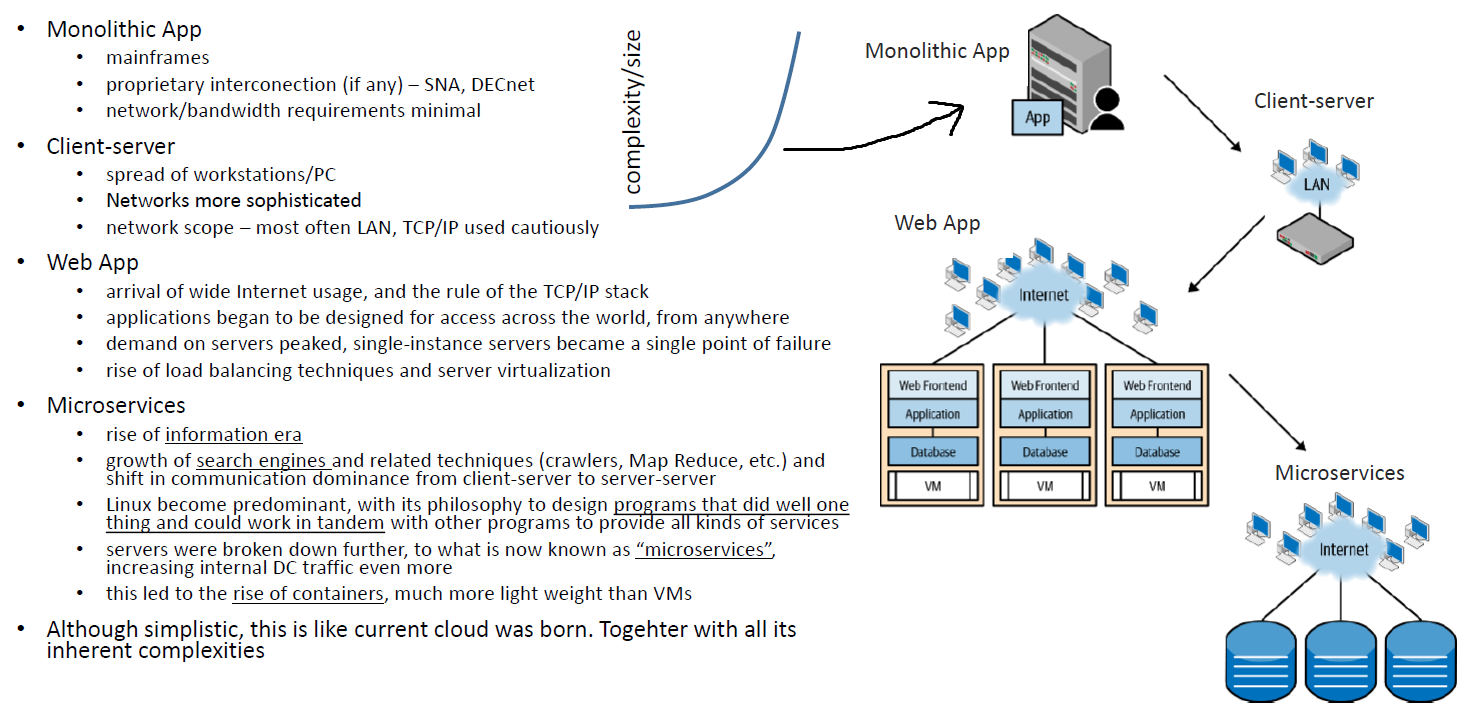 Monolithic App
mainframes
proprietary interconnection (if any) – SNA, DECnet
network/bandwidth requirements minimal
Client-server
spread of workstations/PC
Networks more sophisticated
network scope – most often LAN, TCP/IP used cautiously
Web App
arrival of wide Internet usage, and the rule of the TCP/IP stack
applications began to be designed for access across the world, from anywhere
demand on servers peaked, single-instance servers became a single point of failure
rise of load balancing techniques and server virtualization
Microservices
rise of information era
growth of search engines and related techniques (crawlers, Map Reduce, etc.) and
shift in communication dominance from client-server to server-server
Linux become predominant, with its philosophy to design programs that did well one
thing and could work in tandem with other programs to provide all kinds of services
servers were broken down further, to what is now known as “microservices”,
increasing internal DC traffic even more
this led to the rise of containers, much more light weight than VMs
Although simplistic, this is like current cloud was born. Togehter with all its
inherent complexities
complexity/size
Monolithic App
App
Client-server
LAN
Web App
Internet
Web Frontend
Application
Database
VM
Web Frontend
Application
Database
VM
Web Frontend
Application
Database
VM
Microservices
Internet